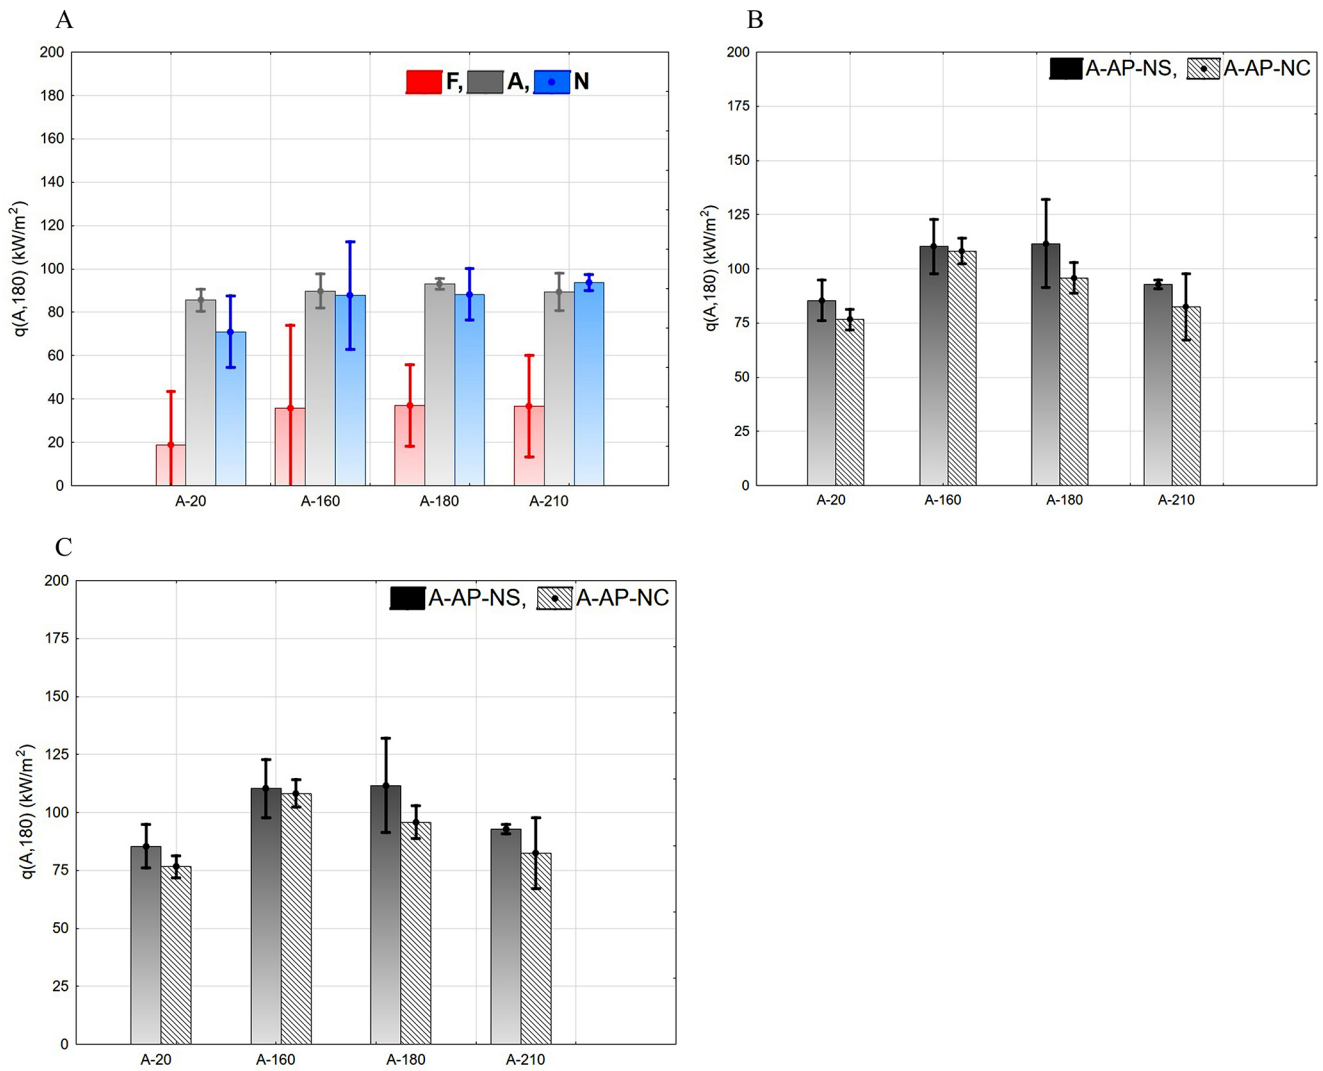 A
F, A, N
200
180
160
140
120
100
80
60
40
20
0
q(A,180) (kW/m²)
A-20 A-160 A-180 A-210
B
A-AP-NS, A-AP-NC
200
175
150
125
100
75
50
25
0
q(A,180) (kW/m²)
A-20 A-160 A-180 A-210
C
A-AP-NS, A-AP-NC
200
175
150
125
100
75
50
25
0
q(A,180) (kW/m²)
A-20 A-160 A-180 A-210